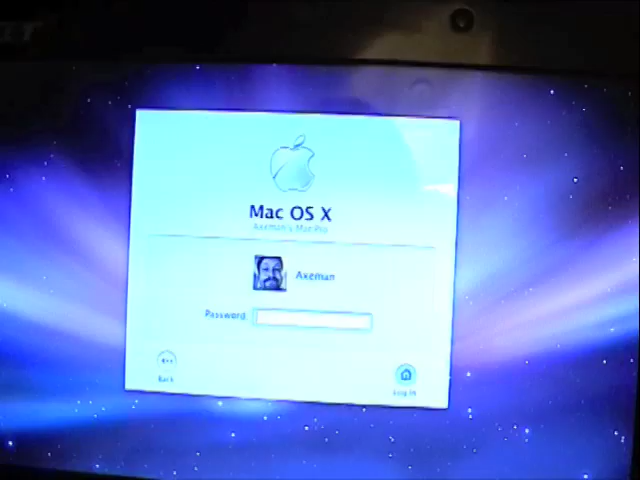 Mac OS X
Axeman's Mac Pro
Axeman
Password:
Back
Log In